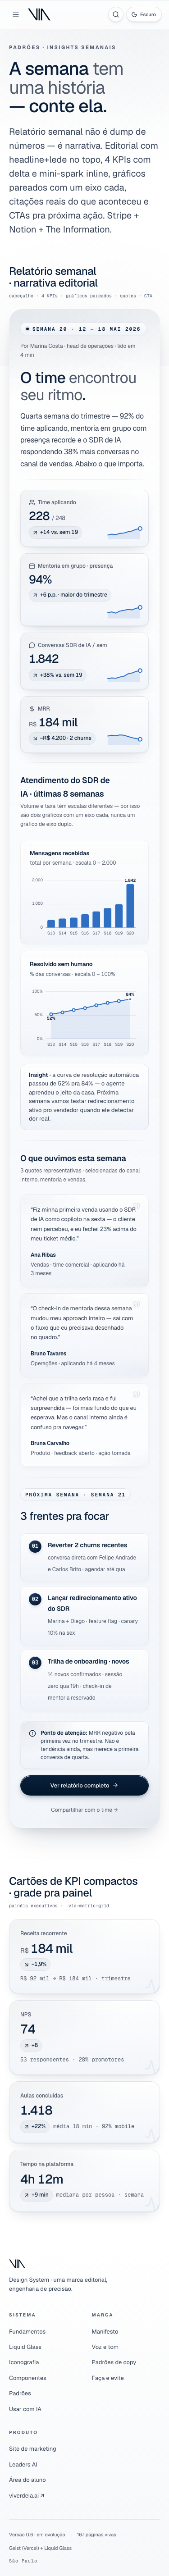 VIA
Escuro
PADRÕES · INSIGHTS SEMANAIS
A semana tem
uma história
— conte ela.
Relatório semanal não é dump de
números — é narrativa. Editorial com
headline+lede no topo, 4 KPIs com
delta e mini-spark inline, gráficos
pareados com um eixo cada,
citações reais do que aconteceu e
CTAs pra próxima ação. Stripe +
Notion + The Information.
Relatório semanal
· narrativa editorial
cabeçalho · 4 KPIs · gráficos pareados · quotes · CTA
SEMANA 20 · 12 — 18 MAI 2026
Por Marina Costa · head de operações · lido em
4 min
O time encontrou
seu ritmo.
Quarta semana do trimestre — 92% do
time aplicando, mentoria em grupo com
presença recorde e o SDR de IA
respondendo 38% mais conversas no
canal de vendas. Abaixo o que importa.
Time aplicando
228 / 248
+14 vs. sem 19
Mentoria em grupo · presença
94%
+6 p.p. · maior do trimestre
Conversas SDR de IA / sem
1.842
+38% vs. sem 19
MRR
R$ 184 mil
−R$ 4.200 · 2 churns
Atendimento do SDR de
IA · últimas 8 semanas
Volume e taxa têm escalas diferentes — por isso
são dois gráficos com um eixo cada, nunca um
gráfico de eixo duplo.
Mensagens recebidas
total por semana · escala 0 – 2.000
2.000
1.842
1.000
0
S13 S14 S15 S16 S17 S18 S19 S20
Resolvido sem humano
% das conversas · escala 0 – 100%
100%
84%
50%
52%
0%
S13 S14 S15 S16 S17 S18 S19 S20
Insight · a curva de resolução automática
passou de 52% pra 84% — o agente
aprendeu o jeito da casa. Próxima
semana vamos testar redirecionamento
ativo pro vendedor quando ele detectar
dor real.
O que ouvimos esta semana
3 quotes representativas · selecionadas do canal
interno, mentoria e vendas.
“Fiz minha primeira venda usando o SDR
de IA como copiloto na sexta — o cliente
nem percebeu, e eu fechei 23% acima do
meu ticket médio.”
Ana Ribas
Vendas · time comercial · aplicando há
3 meses
“O check-in de mentoria dessa semana
mudou meu approach inteiro — saí com
o fluxo que eu precisava desenhado
no quadro.”
Bruno Tavares
Operações · aplicando há 4 meses
“Achei que a trilha seria rasa e fui
surpreendida — foi mais fundo do que eu
esperava. Mas o canal interno ainda é
confuso pra navegar.”
Bruna Carvalho
Produto · feedback aberto · ação tomada
PRÓXIMA SEMANA · SEMANA 21
3 frentes pra focar
01 Reverter 2 churns recentes
conversa direta com Felipe Andrade
e Carlos Brito · agendar até qua
02 Lançar redirecionamento ativo
do SDR
Marina + Diego · feature flag · canary
10% na sex
03 Trilha de onboarding · novos
14 novos confirmados · sessão
zero qua 19h · check-in de
mentoria reservado
Ponto de atenção: MRR negativo pela
primeira vez no trimestre. Não é
tendência ainda, mas merece a primeira
conversa de quarta.
Ver relatório completo →
Compartilhar com o time →
Cartões de KPI compactos
· grade pra painel
painéis executivos · .via-metric-grid
Receita recorrente
R$ 184 mil
−1,9%
R$ 92 mil → R$ 184 mil · trimestre
NPS
74
+8
53 respondentes · 28% promotores
Aulas concluídas
1.418
+22% média 18 min · 92% mobile
Tempo na plataforma
4h 12m
+9 min mediana por pessoa · semana
VIA
Design System · uma marca editorial,
engenharia de precisão.
SISTEMA
Fundamentos
Liquid Glass
Iconografia
Componentes
Padrões
Usar com IA
MARCA
Manifesto
Voz e tom
Padrões de copy
Faça e evite
PRODUTO
Site de marketing
Leaders AI
Área do aluno
viverdeia.ai ↗
Versão 0.6 · em evolução 167 páginas vivas
Geist (Vercel) + Liquid Glass
São Paulo